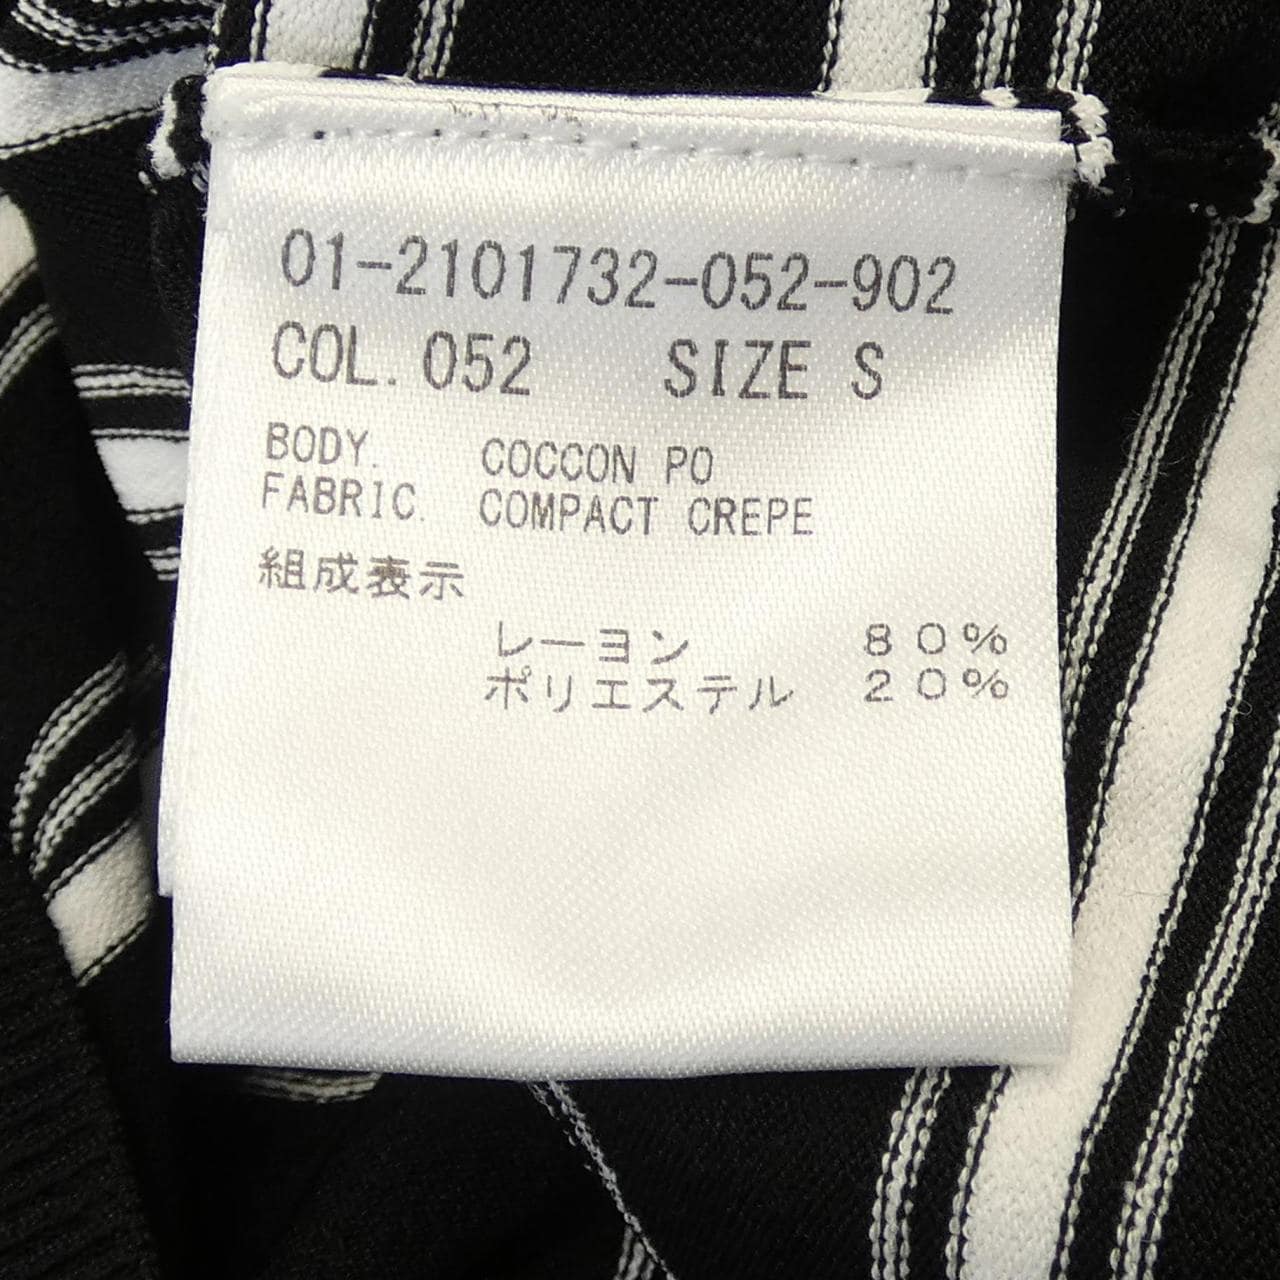 01-2101732-052-902
COL. 052 SIZE S
BODY. COCCON PO
FABRIC. COMPACT CREPE
組成表示
レーヨン 80%
ポリエステル 20%